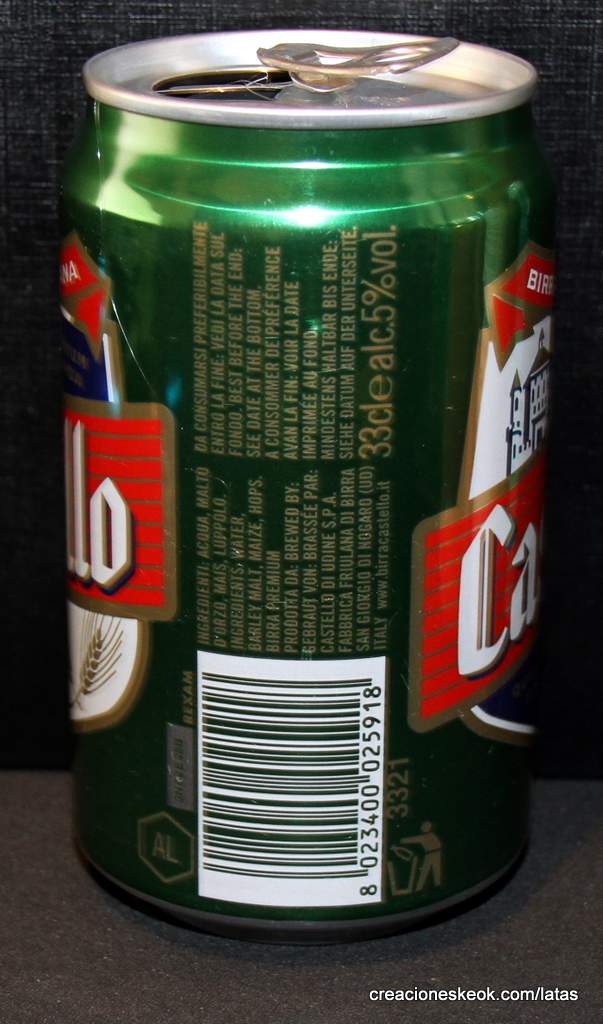 DA CONSUMARSI PREFERIBILMENTE
ENTRO LA FINE: VEDI LA DATA SUL
FONDO. BEST BEFORE THE END:
SEE DATE AT THE BOTTOM.
A CONSOMMER DE PRÉFÉRENCE
AVAN LA FIN: VOIR LA DATE
IMPRIMÉE AU FOND.
MINDESTENS HALTBAR BIS ENDE:
SIEHE DATUM AUF DER UNTERSEITE.
33cl e alc.5%vol.
INGREDIENTI: ACQUA, MALTO
D'ORZO, MAIS, LUPPOLO.
INGREDIENTS: WATER,
BARLEY MALT, MAIZE, HOPS.
BIRRA PREMIUM
PRODOTTA DA: BREWED BY:
GEBRAUT VON: BRASSÉE PAR:
CASTELLO DI UDINE S.P.A.
FABBRICA FRIULANA DI BIRRA
SAN GIORGIO DI NOGARO (UD)
ITALY www.birracastello.it
REXAM
AL
8 023400 025918
3321
ANA
llo
BIRR
Ca
creacioneskeok.com/latas